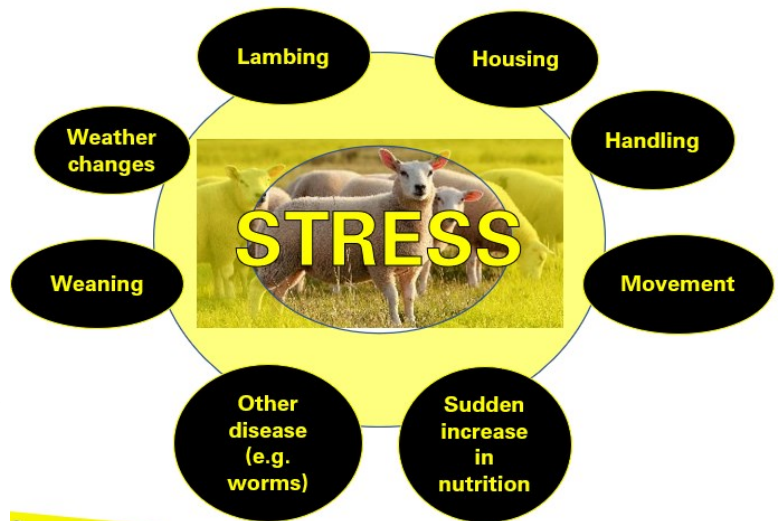 Lambing
Housing
Weather
changes
Handling
STRESS
Weaning
Movement
Other
disease
(e.g.
worms)
Sudden
increase
in
nutrition